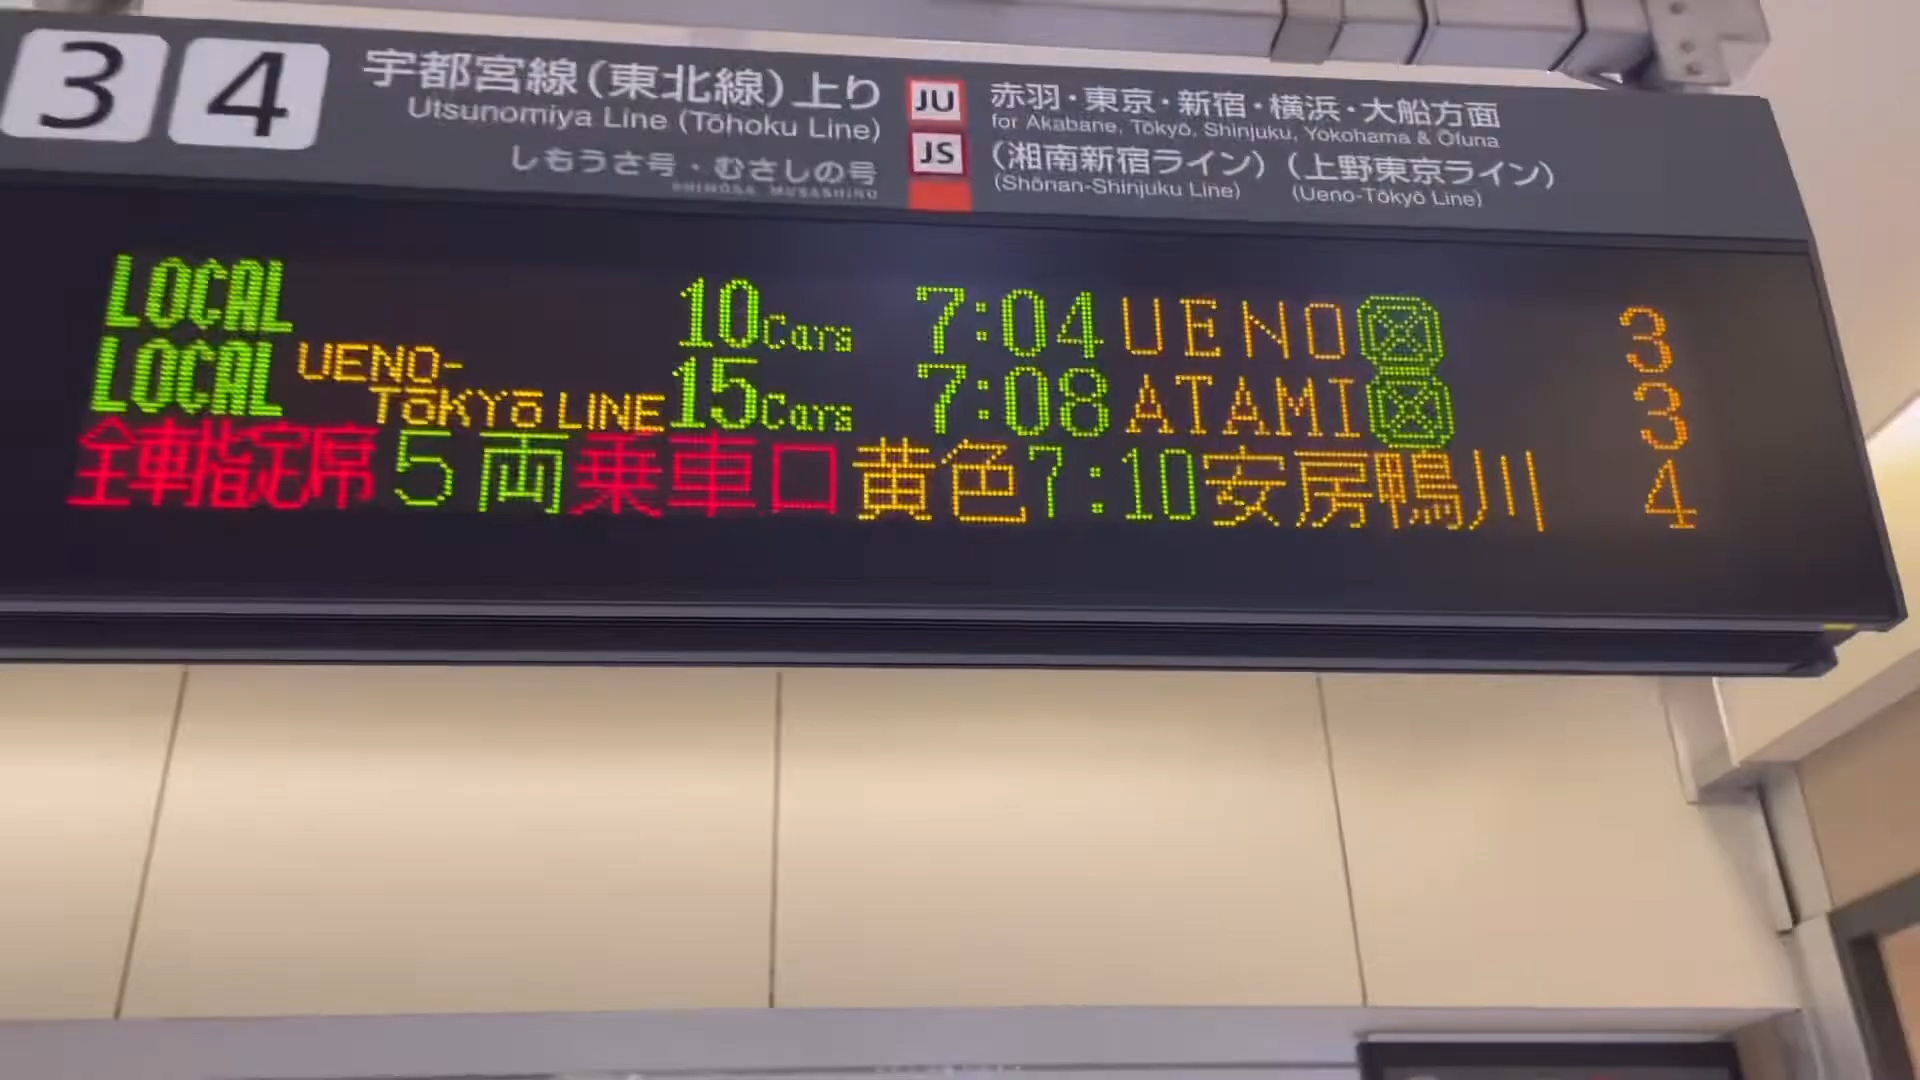 3 4 宇都宮線(東北線)上り JU 赤羽・東京・新宿・横浜・大船方面
Utsunomiya Line (Tōhoku Line) for Akabane, Tōkyō, Shinjuku, Yokohama & Ōfuna
しもうさ号・むさしの号 JS (湘南新宿ライン)(上野東京ライン)
SHIMOSA MUSASHINO (Shōnan-Shinjuku Line) (Ueno-Tōkyō Line)
LOCAL 10Cars 7:04 UENO 3
LOCAL UENO-TŌKYŌ LINE 15Cars 7:08 ATAMI 3
全車指定席 5両 乗車口 黄色 7:10 安房鴨川 4